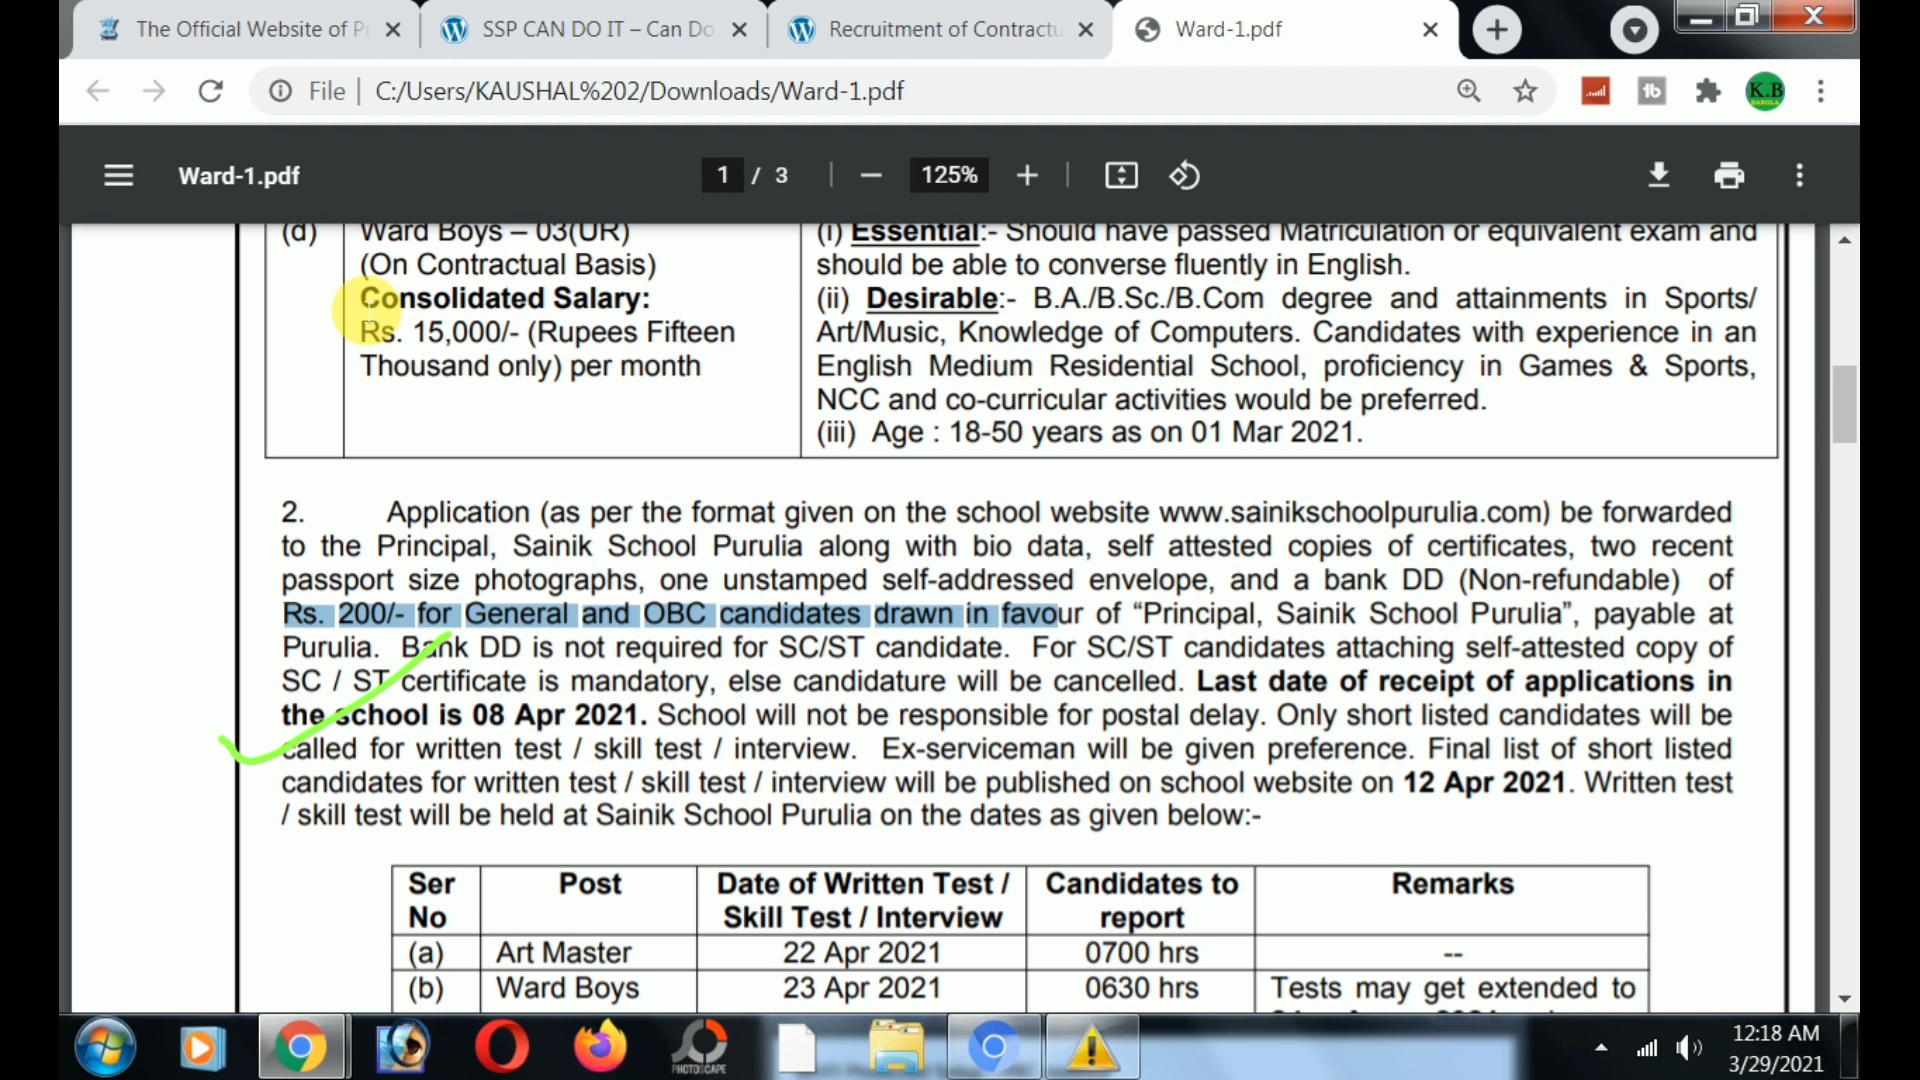 The Official Website of Pu
SSP CAN DO IT – Can Do
Recruitment of Contractu
Ward-1.pdf
File | C:/Users/KAUSHAL%202/Downloads/Ward-1.pdf
K.B
BANGLA
Ward-1.pdf
1 / 3
125%
(d) Ward Boys – 03(UR)
(On Contractual Basis)
Consolidated Salary:
Rs. 15,000/- (Rupees Fifteen
Thousand only) per month
(i) Essential:- Should have passed Matriculation or equivalent exam and
should be able to converse fluently in English.
(ii) Desirable:- B.A./B.Sc./B.Com degree and attainments in Sports/
Art/Music, Knowledge of Computers. Candidates with experience in an
English Medium Residential School, proficiency in Games & Sports,
NCC and co-curricular activities would be preferred.
(iii) Age : 18-50 years as on 01 Mar 2021.
2. Application (as per the format given on the school website www.sainikschoolpurulia.com) be forwarded
to the Principal, Sainik School Purulia along with bio data, self attested copies of certificates, two recent
passport size photographs, one unstamped self-addressed envelope, and a bank DD (Non-refundable) of
Rs. 200/- for General and OBC candidates drawn in favour of “Principal, Sainik School Purulia”, payable at
Purulia. Bank DD is not required for SC/ST candidate. For SC/ST candidates attaching self-attested copy of
SC / ST certificate is mandatory, else candidature will be cancelled. Last date of receipt of applications in
the school is 08 Apr 2021. School will not be responsible for postal delay. Only short listed candidates will be
called for written test / skill test / interview. Ex-serviceman will be given preference. Final list of short listed
candidates for written test / skill test / interview will be published on school website on 12 Apr 2021. Written test
/ skill test will be held at Sainik School Purulia on the dates as given below:-
Ser No | Post | Date of Written Test / Skill Test / Interview | Candidates to report | Remarks
(a) Art Master 22 Apr 2021 0700 hrs --
(b) Ward Boys 23 Apr 2021 0630 hrs Tests may get extended to
PHOTOSCAPE
12:18 AM
3/29/2021